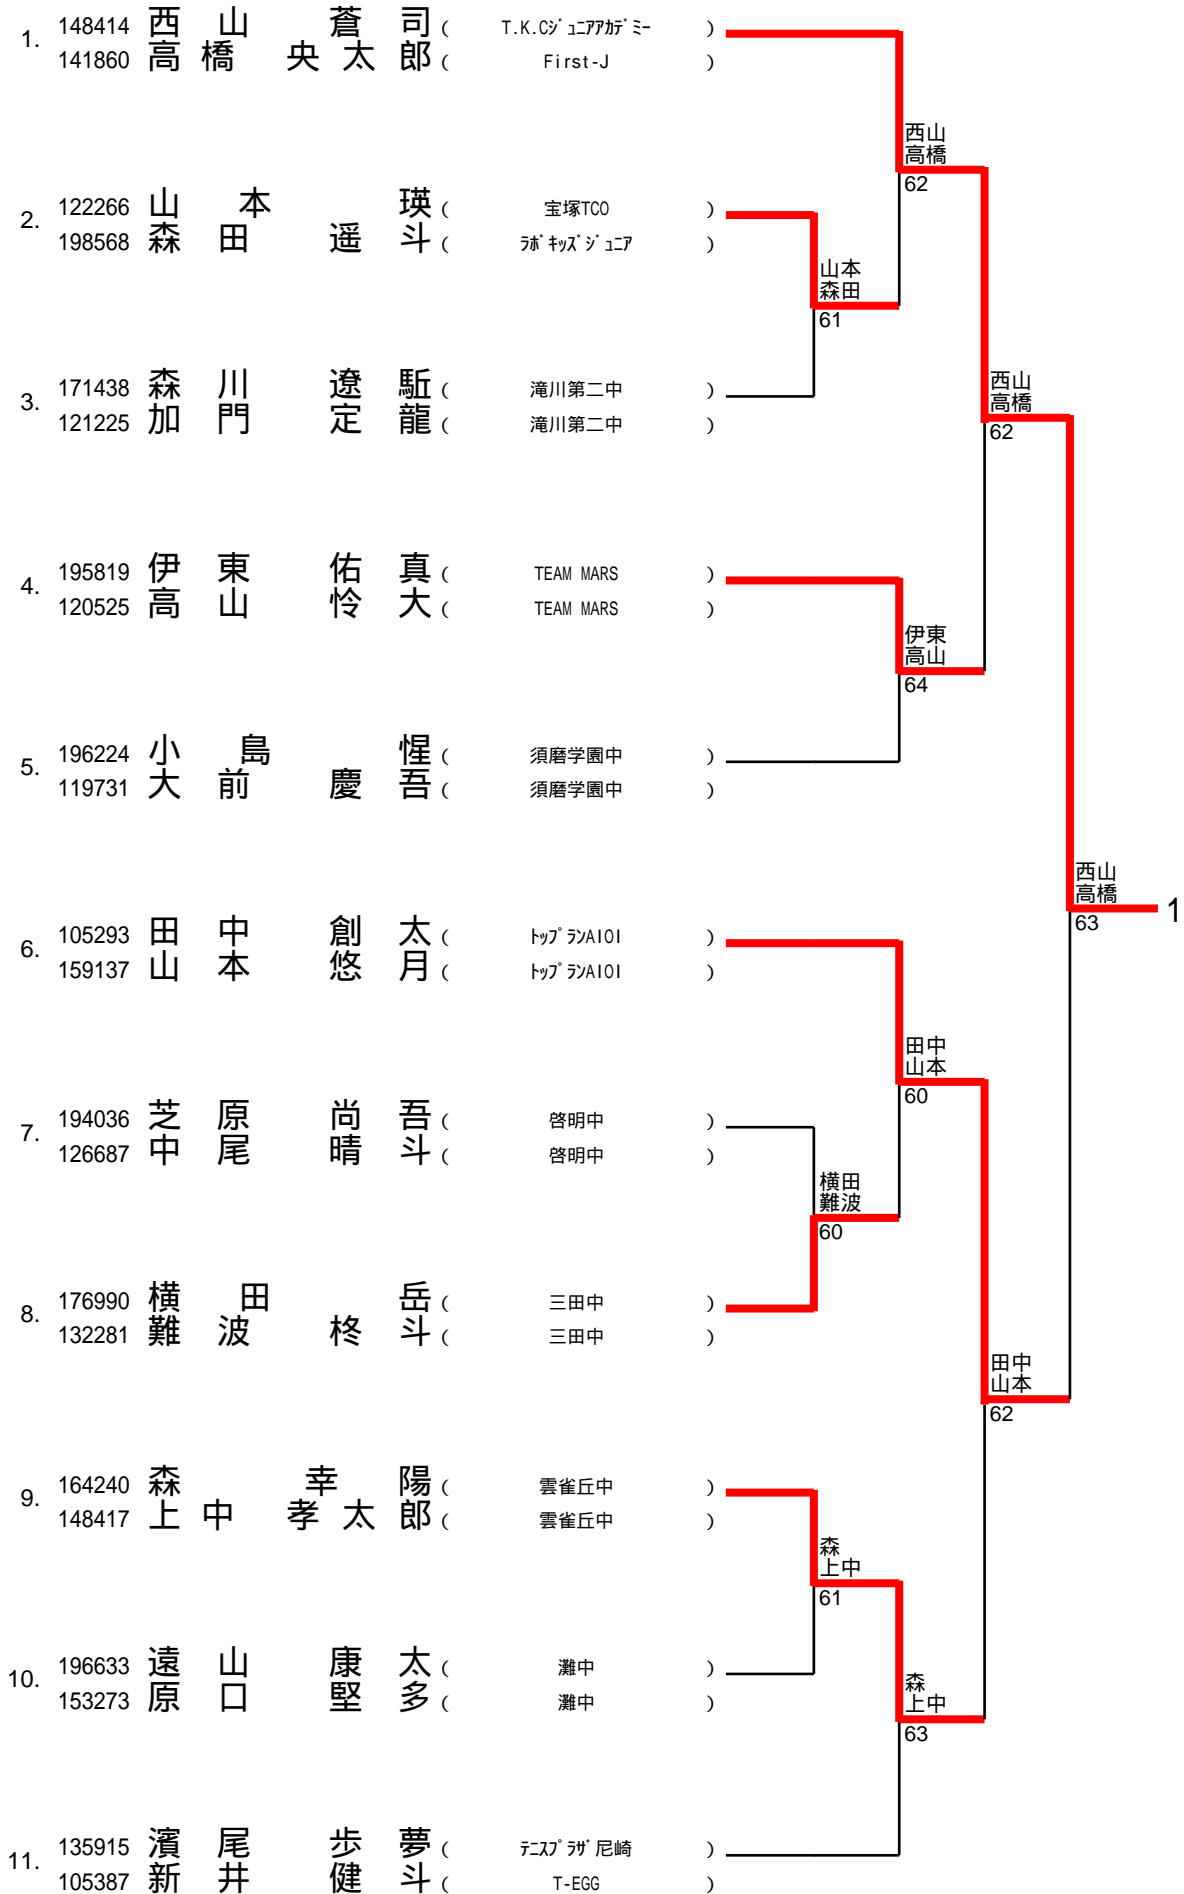 1. 148414 西山 蒼司 ( T.K.Cジュニアアカデミー )
141860 高橋 央太郎 ( First-J )
西山
高橋
62
2. 122266 山本 瑛 ( 宝塚TCO )
198568 森田 遥斗 ( ラボキッズジュニア )
山本
森田
61
3. 171438 森川 遼駈 ( 滝川第二中 )
121225 加門 定龍 ( 滝川第二中 )
西山
高橋
62
4. 195819 伊東 佑真 ( TEAM MARS )
120525 高山 怜大 ( TEAM MARS )
伊東
高山
64
5. 196224 小島 惺 ( 須磨学園中 )
119731 大前 慶吾 ( 須磨学園中 )
西山
高橋
63
1
6. 105293 田中 創太 ( トップランAIOI )
159137 山本 悠月 ( トップランAIOI )
田中
山本
60
7. 194036 芝原 尚吾 ( 啓明中 )
126687 中尾 晴斗 ( 啓明中 )
横田
難波
60
8. 176990 横田 岳 ( 三田中 )
132281 難波 柊斗 ( 三田中 )
田中
山本
62
9. 164240 森 幸陽 ( 雲雀丘中 )
148417 上中 孝太郎 ( 雲雀丘中 )
森
上中
61
10. 196633 遠山 康太 ( 灘中 )
153273 原口 堅多 ( 灘中 )
森
上中
63
11. 135915 濱尾 歩夢 ( テニスプラザ尼崎 )
105387 新井 健斗 ( T-EGG )